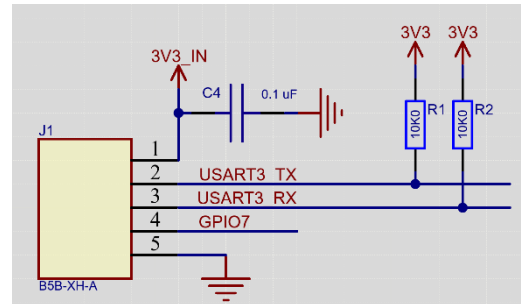 3V3 3V3
3V3_IN
C4 0.1 uF
R1 R2
10K0 10K0
J1
1
2 USART3_TX
3 USART3_RX
4 GPIO7
5
B5B-XH-A